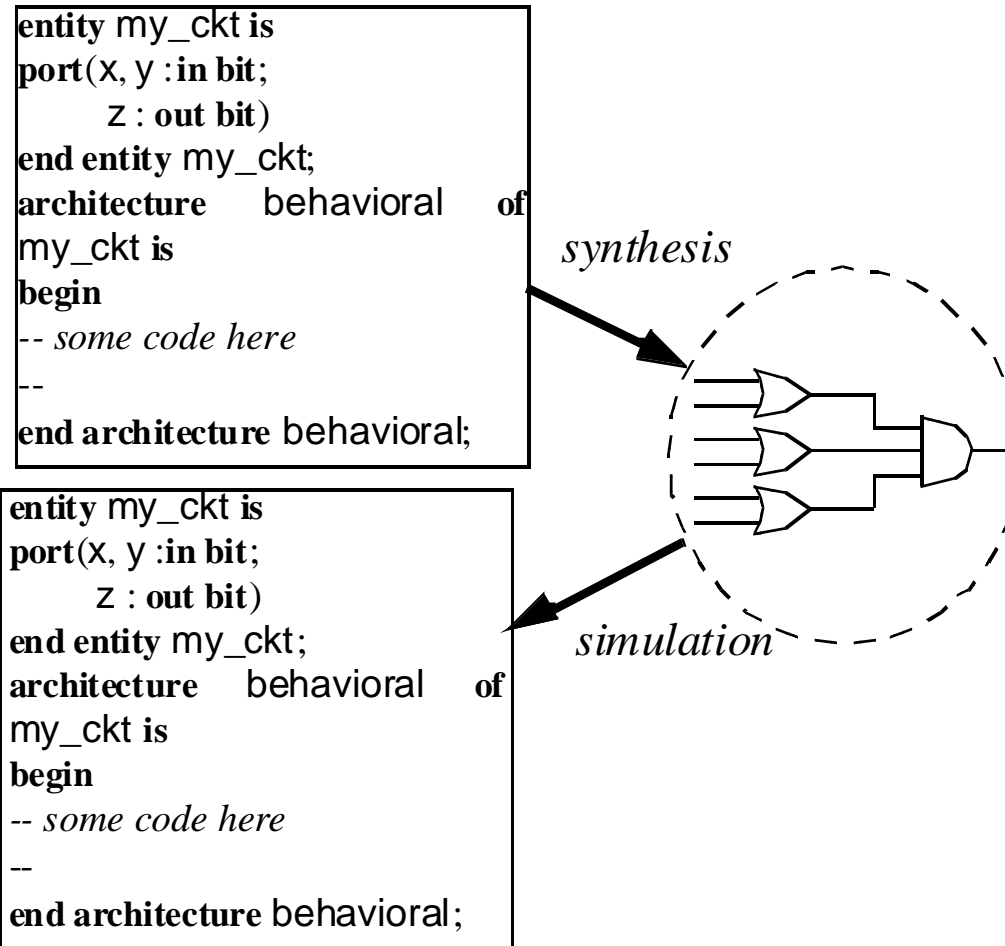 entity my_ckt is
port(x, y :in bit;
z : out bit)
end entity my_ckt;
architecture behavioral of
my_ckt is
begin
-- some code here
--
end architecture behavioral;
synthesis
entity my_ckt is
port(x, y :in bit;
z : out bit)
end entity my_ckt;
architecture behavioral of
my_ckt is
begin
-- some code here
--
end architecture behavioral;
simulation